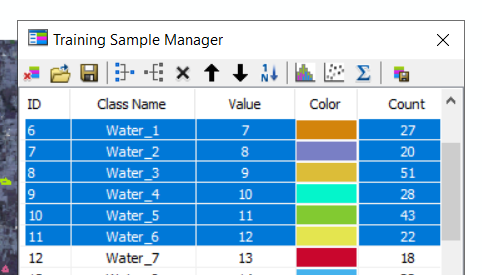 Training Sample Manager
ID Class Name Value Color Count
6 Water_1 7 27
7 Water_2 8 20
8 Water_3 9 51
9 Water_4 10 28
10 Water_5 11 43
11 Water_6 12 22
12 Water_7 13 18